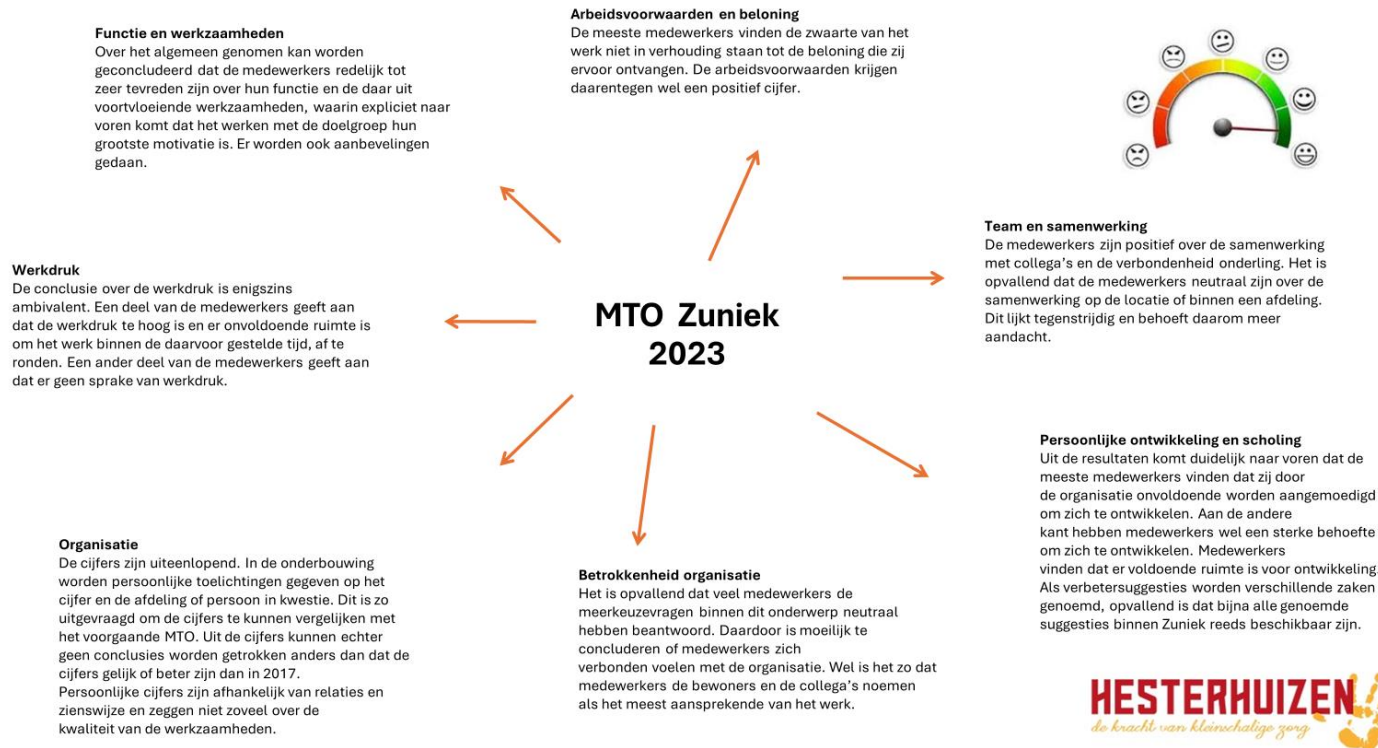 Functie en werkzaamheden
Over het algemeen genomen kan worden
geconcludeerd dat de medewerkers redelijk tot
zeer tevreden zijn over hun functie en de daar uit
voortvloeiende werkzaamheden, waarin expliciet naar
voren komt dat het werken met de doelgroep hun
grootste motivatie is. Er worden ook aanbevelingen
gedaan.
Arbeidsvoorwaarden en beloning
De meeste medewerkers vinden de zwaarte van het
werk niet in verhouding staan tot de beloning die zij
ervoor ontvangen. De arbeidsvoorwaarden krijgen
daarentegen wel een positief cijfer.
Team en samenwerking
De medewerkers zijn positief over de samenwerking
met collega's en de verbondenheid onderling. Het is
opvallend dat de medewerkers neutraal zijn over de
samenwerking op de locatie of binnen een afdeling.
Dit lijkt tegenstrijdig en behoeft daarom meer
aandacht.
Werkdruk
De conclusie over de werkdruk is enigszins
ambivalent. Een deel van de medewerkers geeft aan
dat de werkdruk te hoog is en er onvoldoende ruimte is
om het werk binnen de daarvoor gestelde tijd, af te
ronden. Een ander deel van de medewerkers geeft aan
dat er geen sprake van werkdruk.
MTO Zuniek
2023
Persoonlijke ontwikkeling en scholing
Uit de resultaten komt duidelijk naar voren dat de
meeste medewerkers vinden dat zij door
de organisatie onvoldoende worden aangemoedigd
om zich te ontwikkelen. Aan de andere
kant hebben medewerkers wel een sterke behoefte
om zich te ontwikkelen. Medewerkers
vinden dat er voldoende ruimte is voor ontwikkeling.
Als verbetersuggesties worden verschillende zaken
genoemd, opvallend is dat bijna alle genoemde
suggesties binnen Zuniek reeds beschikbaar zijn.
Organisatie
De cijfers zijn uiteenlopend. In de onderbouwing
worden persoonlijke toelichtingen gegeven op het
cijfer en de afdeling of persoon in kwestie. Dit is zo
uitgevraagd om de cijfers te kunnen vergelijken met
het voorgaande MTO. Uit de cijfers kunnen echter
geen conclusies worden getrokken anders dan dat de
cijfers gelijk of beter zijn dan in 2017.
Persoonlijke cijfers zijn afhankelijk van relaties en
zienswijze en zeggen niet zoveel over de
kwaliteit van de werkzaamheden.
Betrokkenheid organisatie
Het is opvallend dat veel medewerkers de
meerkeuzevragen binnen dit onderwerp neutraal
hebben beantwoord. Daardoor is moeilijk te
concluderen of medewerkers zich
verbonden voelen met de organisatie. Wel is het zo dat
medewerkers de bewoners en de collega's noemen
als het meest aansprekende van het werk.
HESTERHUIZEN
de kracht van kleinschalige zorg